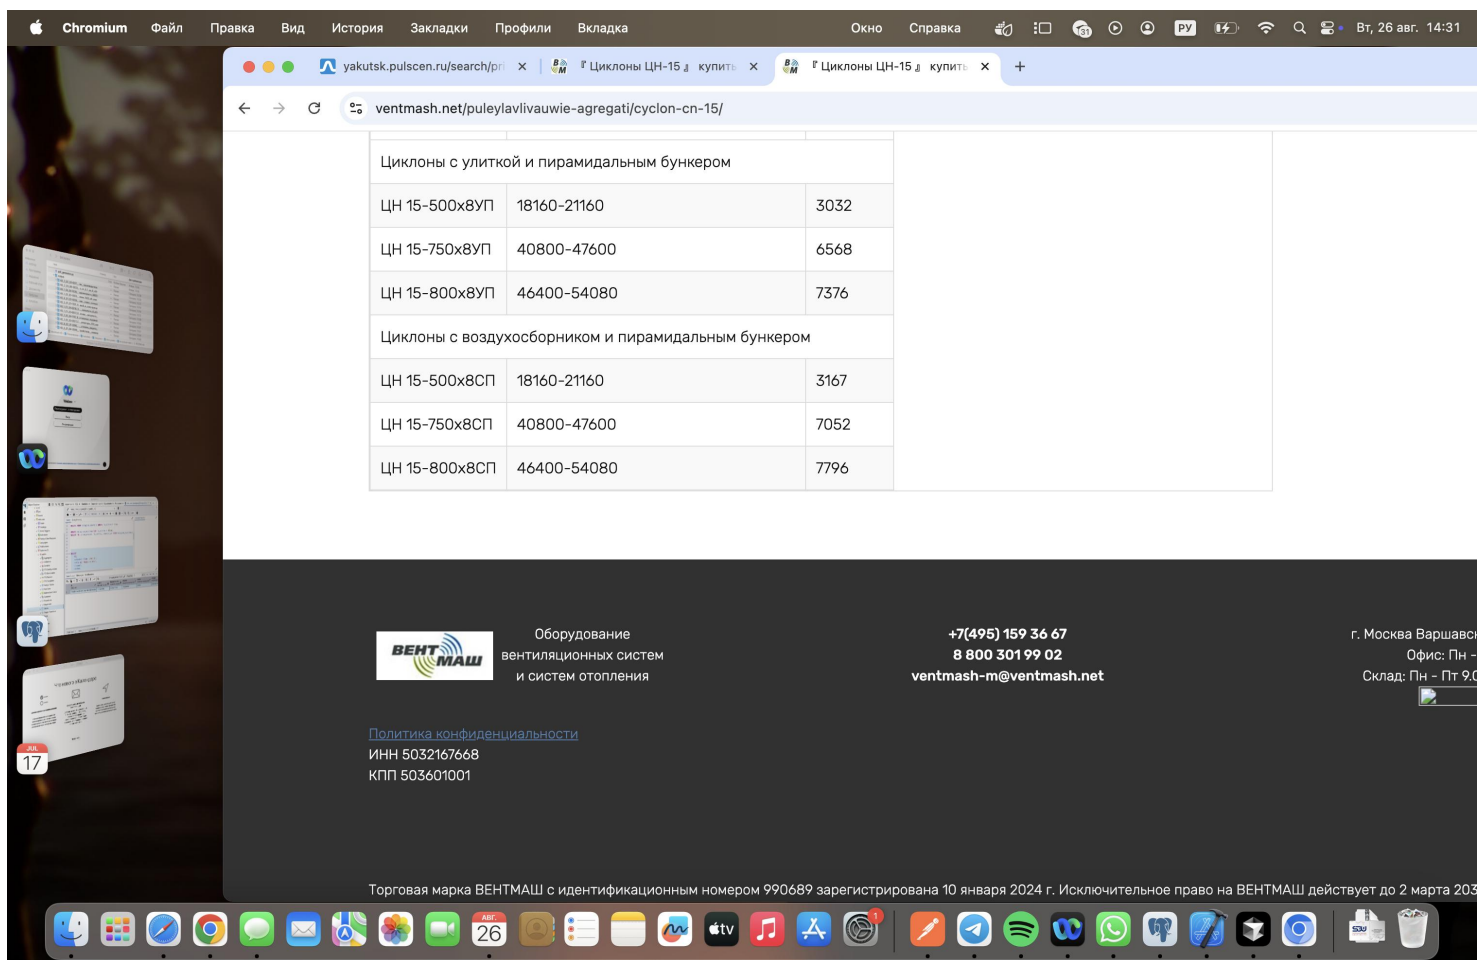 Chromium Файл Правка Вид История Закладки Профили Вкладка Окно Справка 31 РУ Вт, 26 авг. 14:31
yakutsk.pulscen.ru/search/pri 『 Циклоны ЦН-15 』 купить 『 Циклоны ЦН-15 』 купить
ventmash.net/puleylavlivauwie-agregati/cyclon-cn-15/
Циклоны с улиткой и пирамидальным бункером
ЦН 15-500х8УП 18160-21160 3032
ЦН 15-750х8УП 40800-47600 6568
ЦН 15-800х8УП 46400-54080 7376
Циклоны с воздухосборником и пирамидальным бункером
ЦН 15-500х8СП 18160-21160 3167
ЦН 15-750х8СП 40800-47600 7052
ЦН 15-800х8СП 46400-54080 7796
ВЕНТ МАШ
Оборудование
вентиляционных систем
и систем отопления
+7(495) 159 36 67
8 800 301 99 02
ventmash-m@ventmash.net
г. Москва Варшавск
Офис: Пн -
Склад: Пн - Пт 9.0
Политика конфиденциальности
ИНН 5032167668
КПП 503601001
Торговая марка ВЕНТМАШ с идентификационным номером 990689 зарегистрирована 10 января 2024 г. Исключительное право на ВЕНТМАШ действует до 2 марта 203
JUL
17
АВГ.
26
tv
1